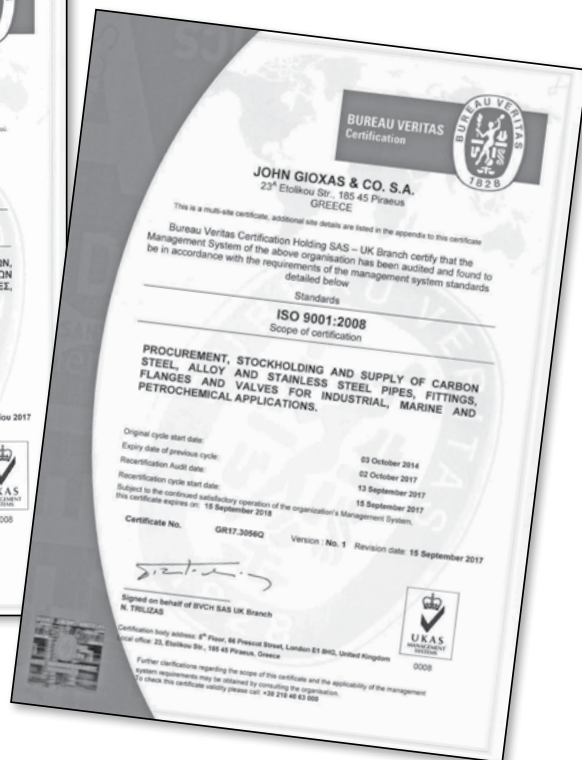 BUREAU VERITAS
Certification
BUREAU VERITAS
1828
JOHN GIOXAS & CO. S.A.
23ᴬ Etolikou Str., 185 45 Piraeus
GREECE
This is a multi-site certificate, additional site details are listed in the appendix to this certificate
Bureau Veritas Certification Holding SAS – UK Branch certify that the
Management System of the above organisation has been audited and found to
be in accordance with the requirements of the management system standards
detailed below
Standards
ISO 9001:2008
Scope of certification
PROCUREMENT, STOCKHOLDING AND SUPPLY OF CARBON
STEEL, ALLOY AND STAINLESS STEEL PIPES, FITTINGS,
FLANGES AND VALVES FOR INDUSTRIAL, MARINE AND
PETROCHEMICAL APPLICATIONS.
Original cycle start date: 03 October 2014
Expiry date of previous cycle: 02 October 2017
Recertification Audit date: 13 September 2017
Recertification cycle start date: 15 September 2017
Subject to the continued satisfactory operation of the organization's Management System,
this certificate expires on: 15 September 2018
Certificate No. GR17.3056Q Version : No. 1 Revision date: 15 September 2017
Signed on behalf of BVCH SAS UK Branch
N. TRILIZAS
Certification body address: 5ᵗʰ Floor, 66 Prescot Street, London E1 8HG, United Kingdom
Local office: 23, Etolikou Str., 185 45 Piraeus, Greece
Further clarifications regarding the scope of this certificate and the applicability of the management
system requirements may be obtained by consulting the organisation.
To check this certificate validity please call: +30 210 40 63 000
UKAS
MANAGEMENT
SYSTEMS
0008
2017
008